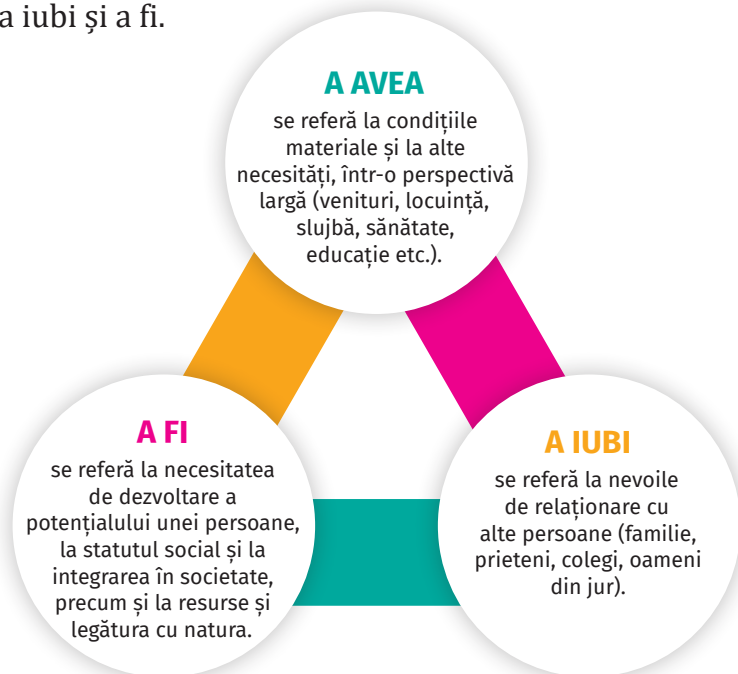 a iubi și a fi.
A AVEA
se referă la condițiile
materiale și la alte
necesități, într-o perspectivă
largă (venituri, locuință,
slujbă, sănătate,
educație etc.).
A FI
se referă la necesitatea
de dezvoltare a
potențialului unei persoane,
la statutul social și la
integrarea în societate,
precum și la resurse și
legătura cu natura.
A IUBI
se referă la nevoile
de relaționare cu
alte persoane (familie,
prieteni, colegi, oameni
din jur).